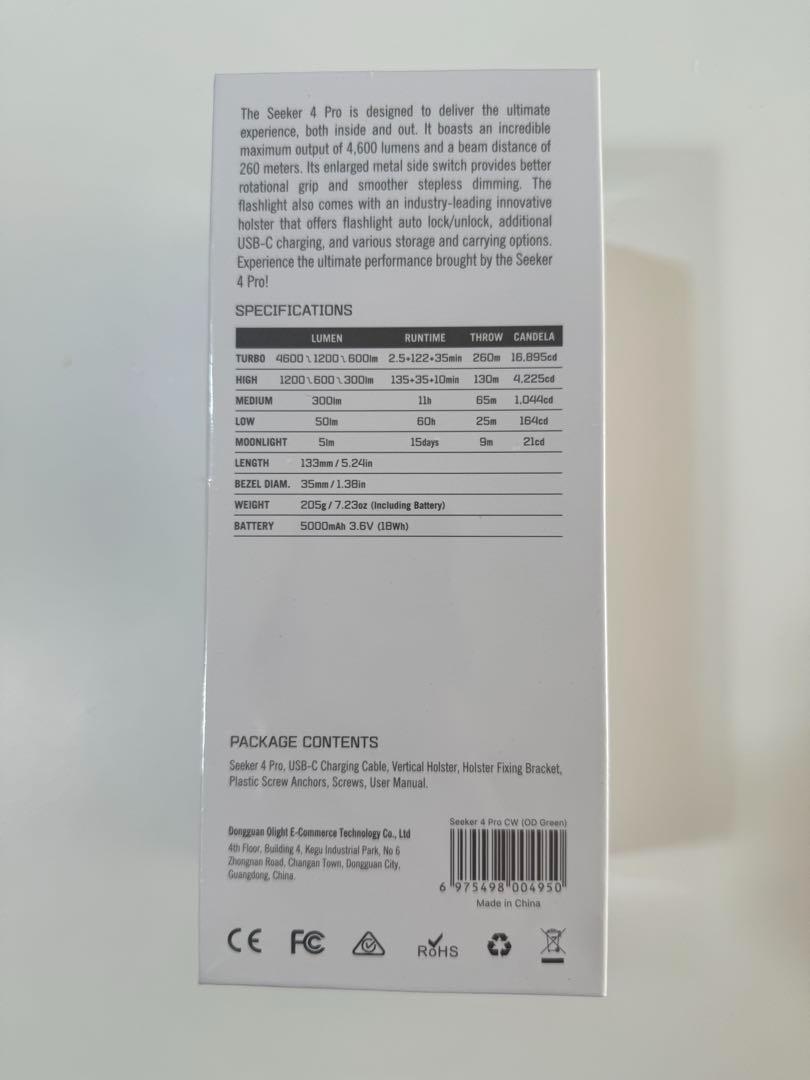 The Seeker 4 Pro is designed to deliver the ultimate
experience, both inside and out. It boasts an incredible
maximum output of 4,600 lumens and a beam distance of
260 meters. Its enlarged metal side switch provides better
rotational grip and smoother stepless dimming. The
flashlight also comes with an industry-leading innovative
holster that offers flashlight auto lock/unlock, additional
USB-C charging, and various storage and carrying options.
Experience the ultimate performance brought by the Seeker
4 Pro!
SPECIFICATIONS
LUMEN RUNTIME THROW CANDELA
TURBO 4600↘1200↘600lm 2.5+122+35min 260m 16,895cd
HIGH 1200↘600↘300lm 135+35+10min 130m 4,225cd
MEDIUM 300lm 11h 65m 1,044cd
LOW 50lm 60h 25m 164cd
MOONLIGHT 5lm 15days 9m 21cd
LENGTH 133mm / 5.24in
BEZEL DIAM. 35mm / 1.38in
WEIGHT 205g / 7.23oz (Including Battery)
BATTERY 5000mAh 3.6V (18Wh)
PACKAGE CONTENTS
Seeker 4 Pro, USB-C Charging Cable, Vertical Holster, Holster Fixing Bracket,
Plastic Screw Anchors, Screws, User Manual.
Dongguan Olight E-Commerce Technology Co., Ltd
4th Floor, Building 4, Kegu Industrial Park, No 6
Zhongnan Road, Changan Town, Dongguan City,
Guangdong, China.
Seeker 4 Pro CW (OD Green)
6 975498 004950
Made in China
CE FC RoHS